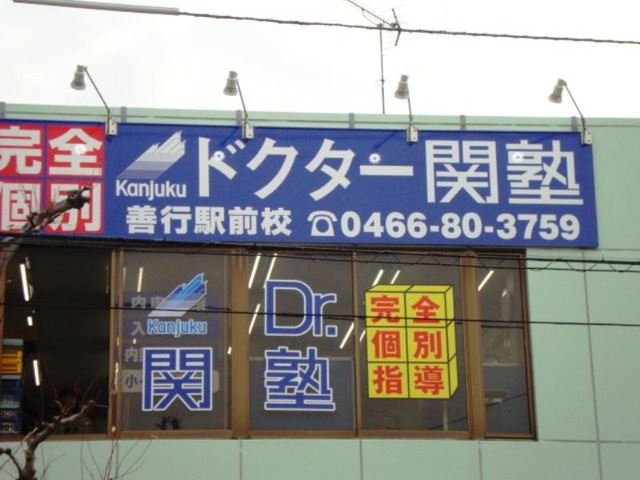 完全
個別
Kanjuku
ドクター関塾
善行駅前校 ☎0466-80-3759
Kanjuku
関
Dr.
塾
完全
個別
指導